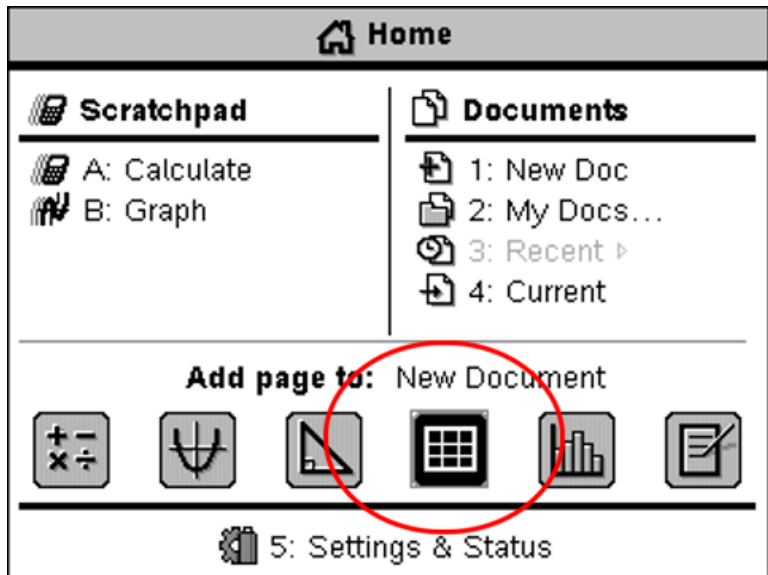 Home
Scratchpad
A: Calculate
B: Graph
Documents
1: New Doc
2: My Docs...
3: Recent ▹
4: Current
Add page to: New Document
5: Settings & Status